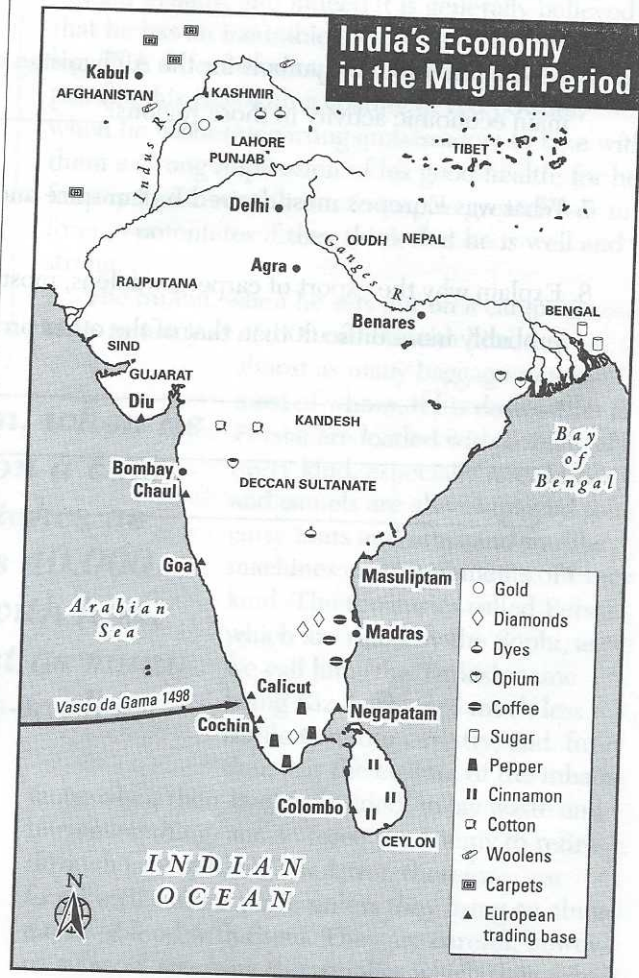 India's Economy
in the Mughal Period
Kabul
AFGHANISTAN
KASHMIR
Indus R.
LAHORE
PUNJAB
TIBET
Delhi
OUDH
NEPAL
Ganges R.
Agra
RAJPUTANA
Benares
BENGAL
SIND
GUJARAT
Diu
KANDESH
Bay
of
Bengal
Bombay
Chaul
DECCAN SULTANATE
Goa
Masuliptam
Arabian
Sea
Madras
Vasco da Gama 1498
Calicut
Cochin
Negapatam
Colombo
CEYLON
INDIAN
OCEAN
N
Gold
Diamonds
Dyes
Opium
Coffee
Sugar
Pepper
Cinnamon
Cotton
Woolens
Carpets
European
trading base